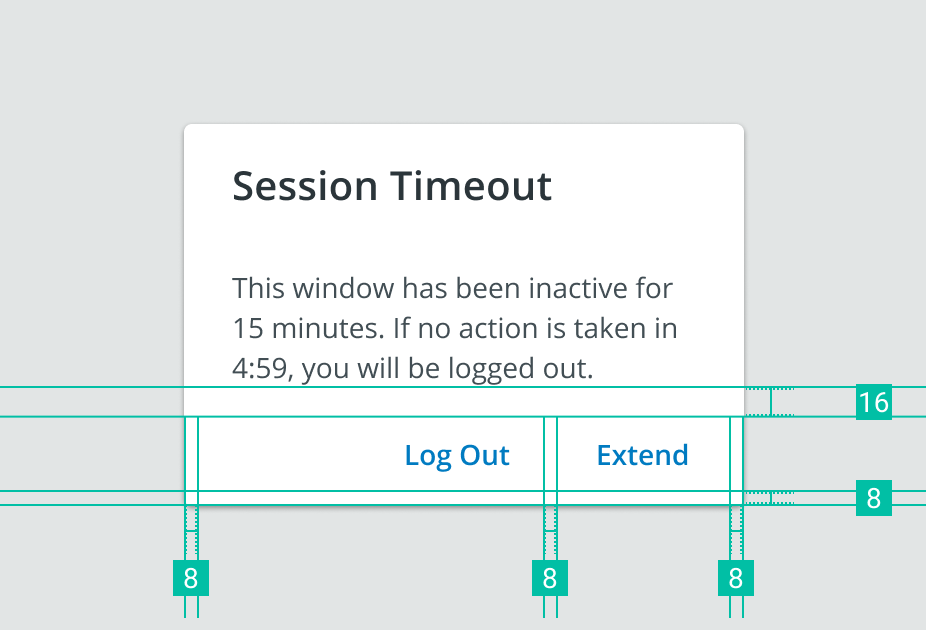 Session Timeout
This window has been inactive for
15 minutes. If no action is taken in
4:59, you will be logged out.
16
Log Out Extend
8
8 8 8